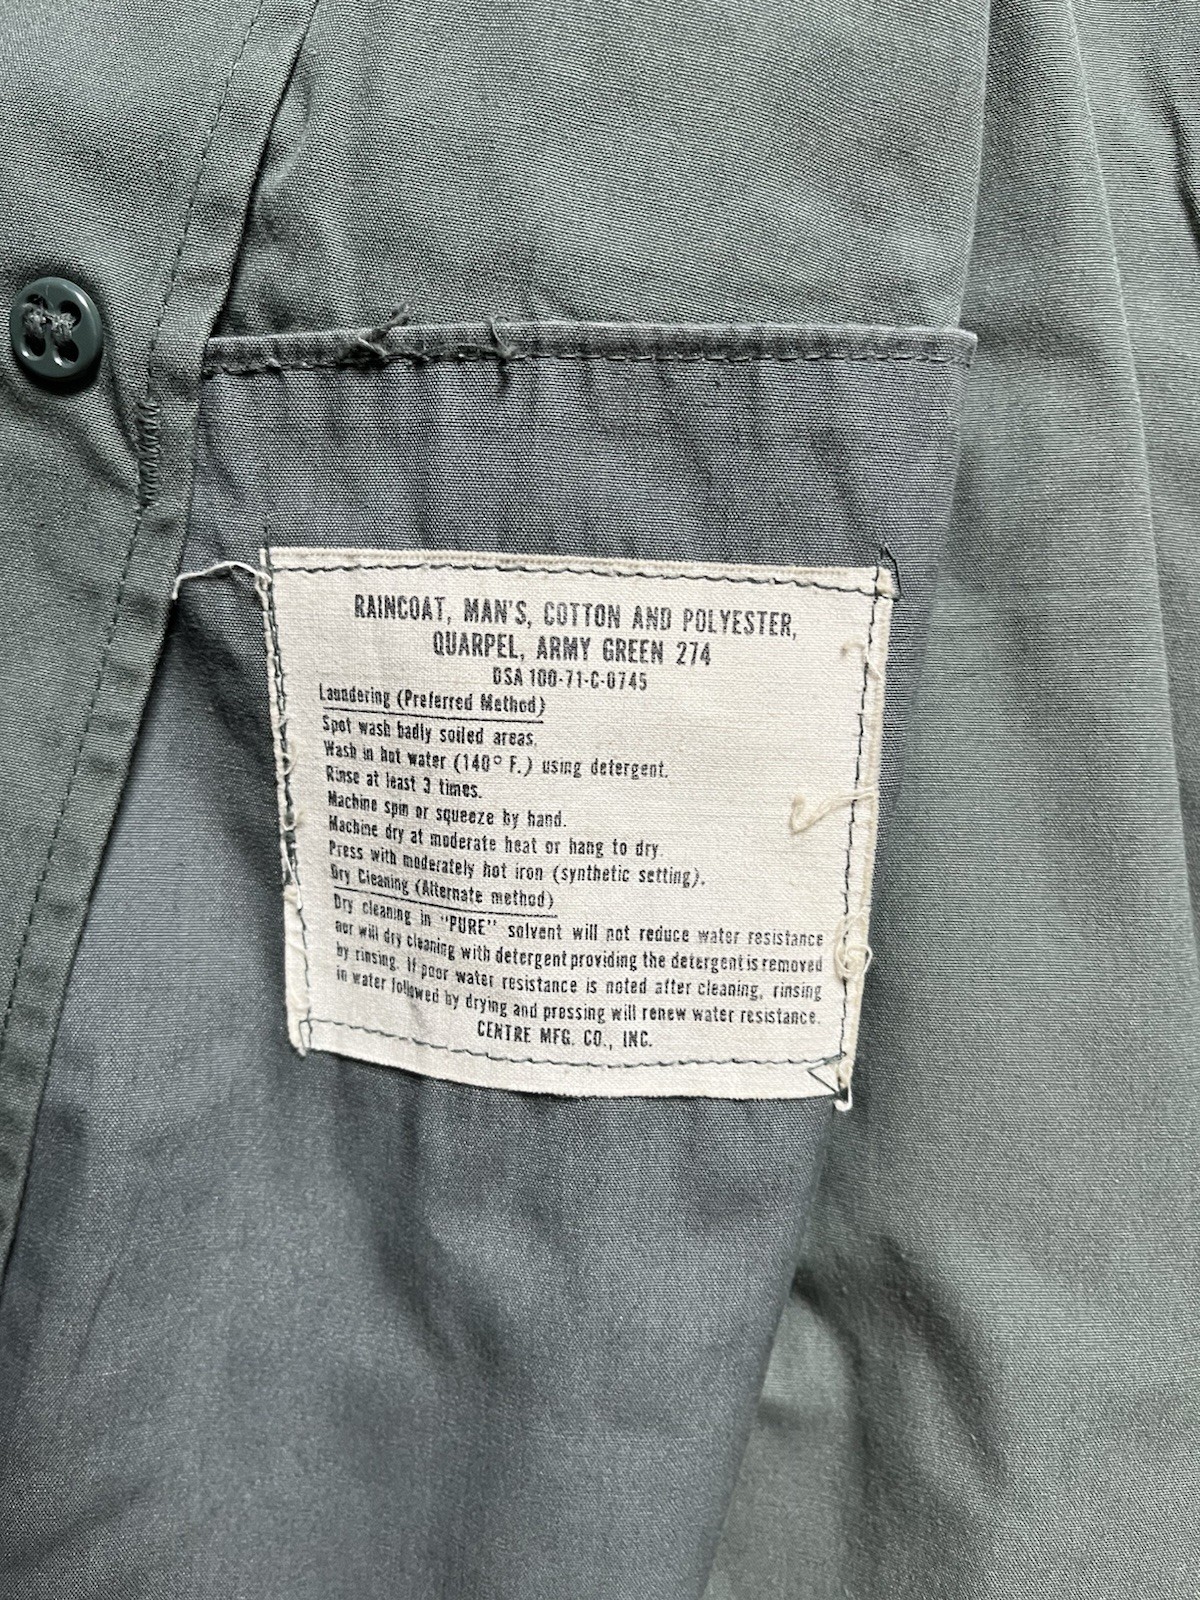 RAINCOAT, MAN'S, COTTON AND POLYESTER,
QUARPEL, ARMY GREEN 274
DSA 100-71-C-0745
Laundering (Preferred Method)
Spot wash badly soiled areas.
Wash in hot water (140° F.) using detergent.
Rinse at least 3 times.
Machine spin or squeeze by hand.
Machine dry at moderate heat or hang to dry.
Press with moderately hot iron (synthetic setting).
Dry Cleaning (Alternate method)
Dry cleaning in "PURE" solvent will not reduce water resistance
nor will dry cleaning with detergent providing the detergent is removed
by rinsing. If poor water resistance is noted after cleaning, rinsing
in water followed by drying and pressing will renew water resistance.
CENTRE MFG. CO., INC.